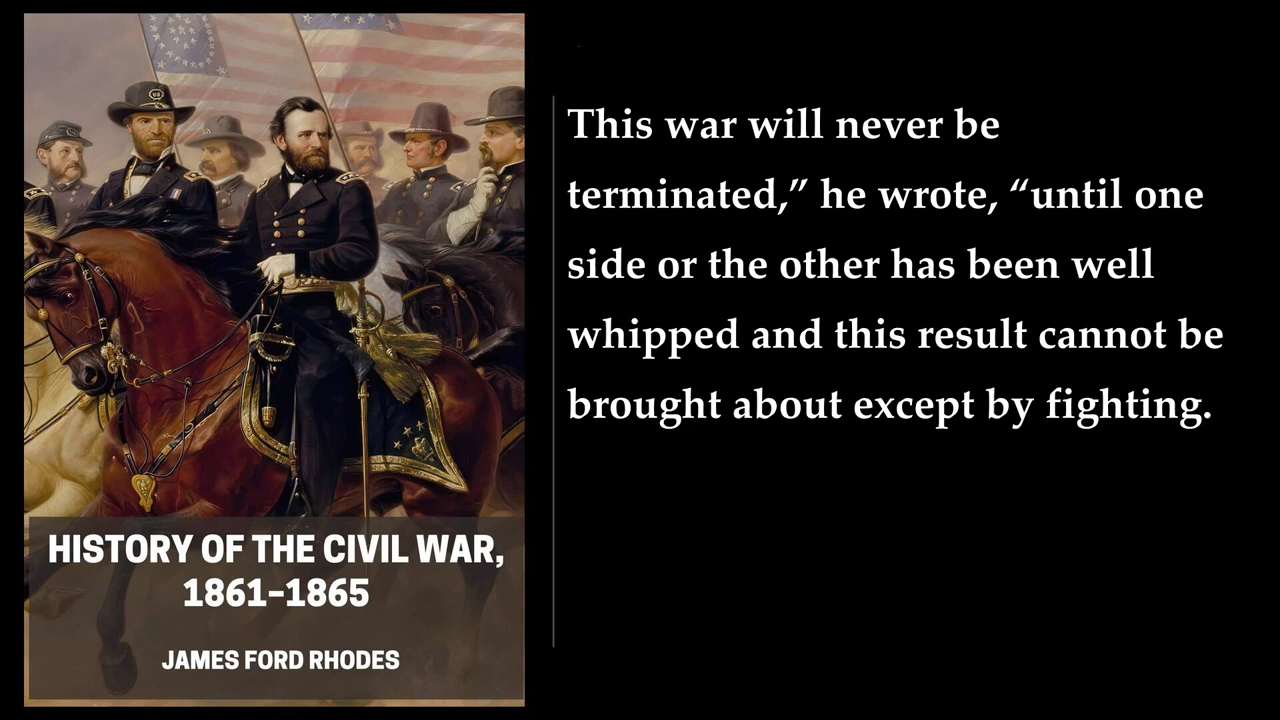 HISTORY OF THE CIVIL WAR,
1861–1865
JAMES FORD RHODES
This war will never be
terminated,” he wrote, “until one
side or the other has been well
whipped and this result cannot be
brought about except by fighting.